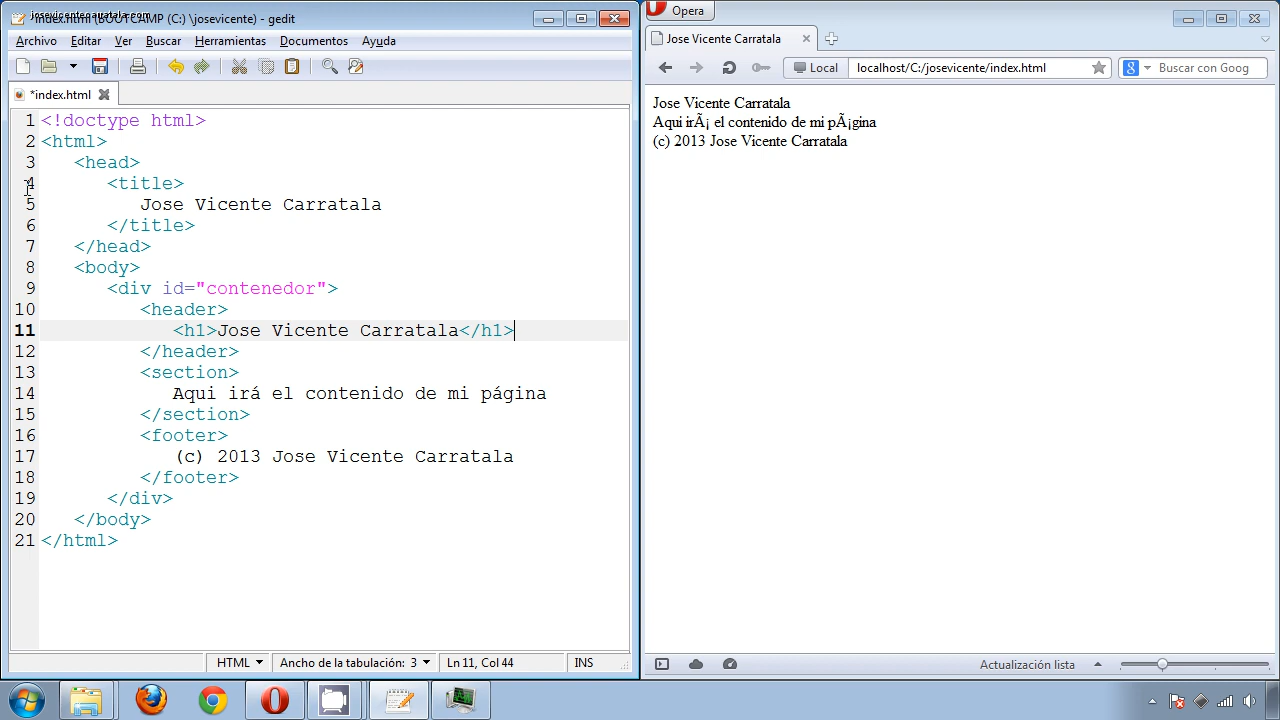 josevicentecarratala.com
(C:) \josevicente) - gedit
Archivo Editar Ver Buscar Herramientas Documentos Ayuda
*index.html
1 <!doctype html>
2 <html>
3 <head>
4 <title>
5 Jose Vicente Carratala
6 </title>
7 </head>
8 <body>
9 <div id="contenedor">
10 <header>
11 <h1>Jose Vicente Carratala</h1>
12 </header>
13 <section>
14 Aqui irá el contenido de mi página
15 </section>
16 <footer>
17 (c) 2013 Jose Vicente Carratala
18 </footer>
19 </div>
20 </body>
21 </html>
HTML Ancho de la tabulación: 3 Ln 11, Col 44 INS
Opera
Jose Vicente Carratala
Local localhost/C:/josevicente/index.html 8 Buscar con Goog
Jose Vicente Carratala
Aqui irÃ¡ el contenido de mi pÃ¡gina
(c) 2013 Jose Vicente Carratala
Actualización lista